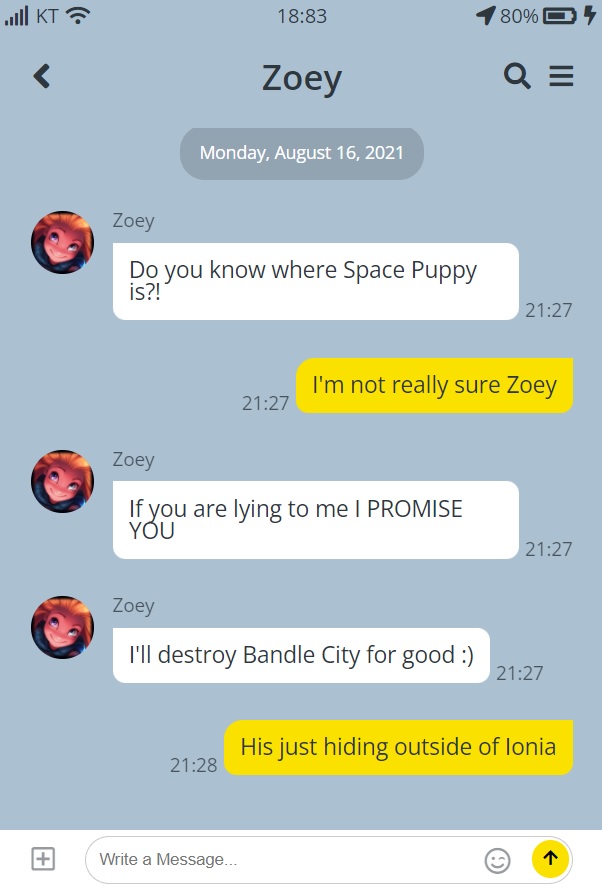 KT 18:83 80%
Zoey
Monday, August 16, 2021
Zoey
Do you know where Space Puppy
is?!
21:27
I'm not really sure Zoey
21:27
Zoey
If you are lying to me I PROMISE
YOU
21:27
Zoey
I'll destroy Bandle City for good :)
21:27
His just hiding outside of Ionia
21:28
Write a Message...